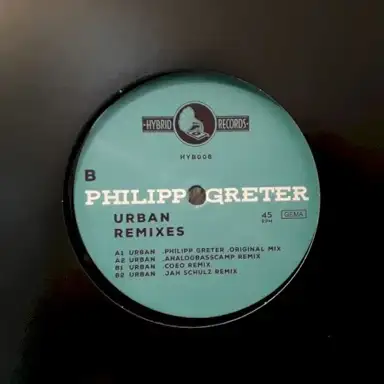 ·HYBRID RECORDS·
HYB008
B
PHILIPP GRETER
URBAN 45 GEMA
REMIXES RPM
A1 URBAN .PHILIPP GRETER .ORIGINAL MIX
A2 URBAN .ANALOGBASSCAMP REMIX
B1 URBAN .COEO REMIX
B2 URBAN .JAH SCHULZ REMIX